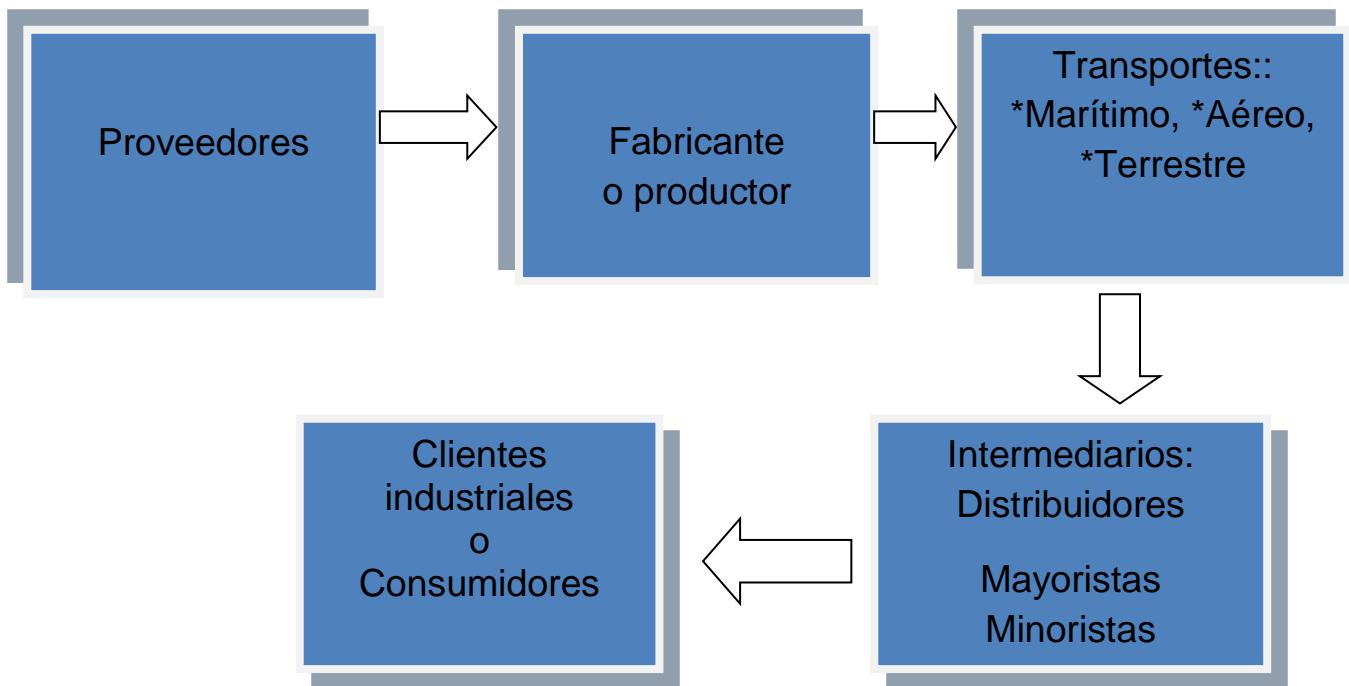 Proveedores
Fabricante
o productor
Transportes::
*Marítimo, *Aéreo,
*Terrestre
Intermediarios:
Distribuidores
Mayoristas
Minoristas
Clientes
industriales
o
Consumidores